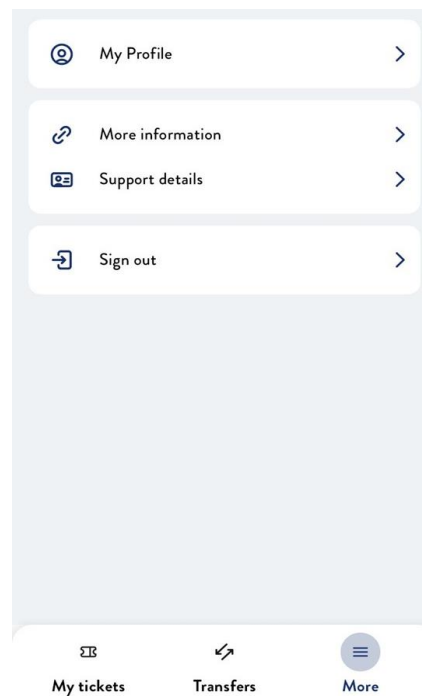 My Profile
More information
Support details
Sign out
My tickets
Transfers
More